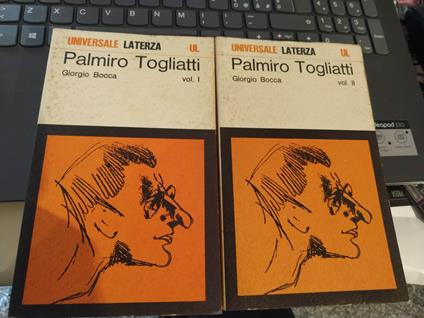 UNIVERSALE LATERZA UL
Palmiro Togliatti
Giorgio Bocca vol. I
UNIVERSALE LATERZA UL
Palmiro Togliatti
Giorgio Bocca vol. II